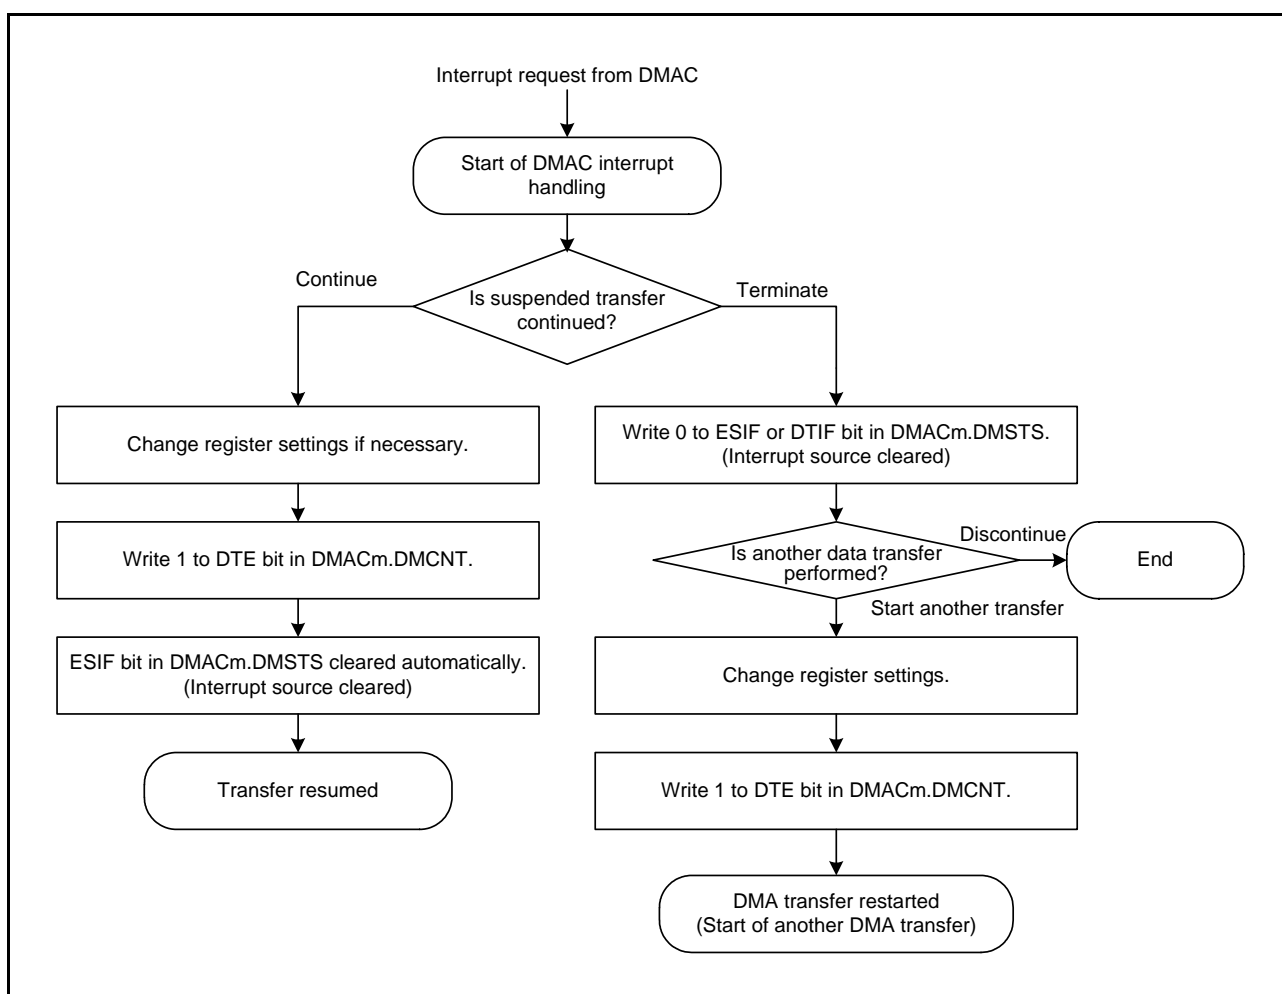 Interrupt request from DMAC
Start of DMAC interrupt
handling
Continue
Is suspended transfer
continued?
Terminate
Change register settings if necessary.
Write 1 to DTE bit in DMACm.DMCNT.
ESIF bit in DMACm.DMSTS cleared automatically.
(Interrupt source cleared)
Transfer resumed
Write 0 to ESIF or DTIF bit in DMACm.DMSTS.
(Interrupt source cleared)
Is another data transfer
performed?
Discontinue
End
Start another transfer
Change register settings.
Write 1 to DTE bit in DMACm.DMCNT.
DMA transfer restarted
(Start of another DMA transfer)